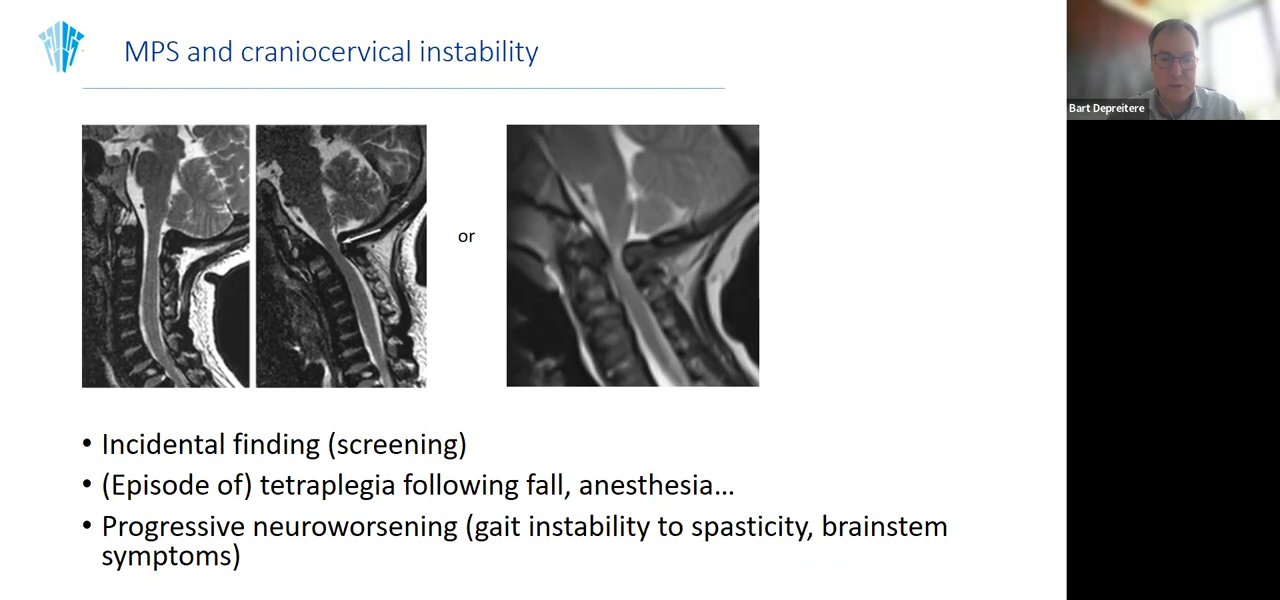 MPS and craniocervical instability
Bart Depreitere
or
• Incidental finding (screening)
• (Episode of) tetraplegia following fall, anesthesia…
• Progressive neuroworsening (gait instability to spasticity, brainstem
symptoms)